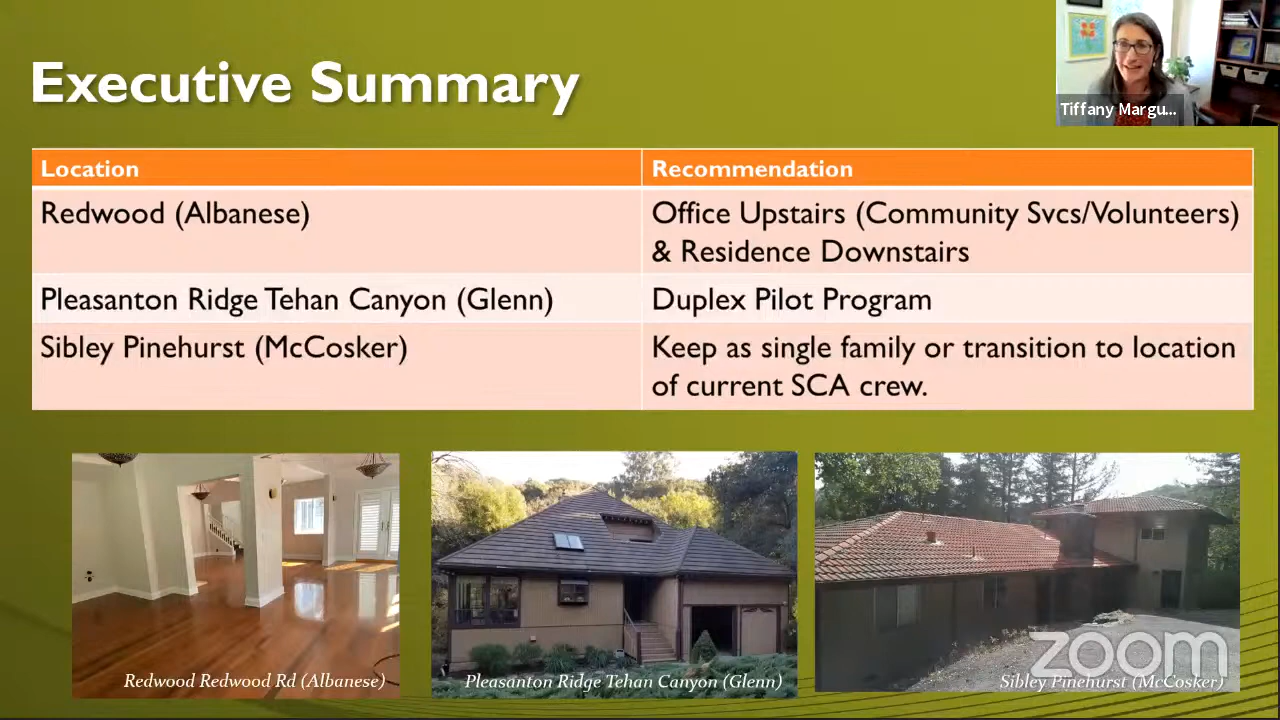 Executive Summary
Tiffany Margu...
Location
Recommendation
Redwood (Albanese)
Office Upstairs (Community Svcs/Volunteers)
& Residence Downstairs
Pleasanton Ridge Tehan Canyon (Glenn)
Duplex Pilot Program
Sibley Pinehurst (McCosker)
Keep as single family or transition to location
of current SCA crew.
Redwood Redwood Rd (Albanese)
Pleasanton Ridge Tehan Canyon (Glenn)
Sibley Pinehurst (McCosker)
zoom